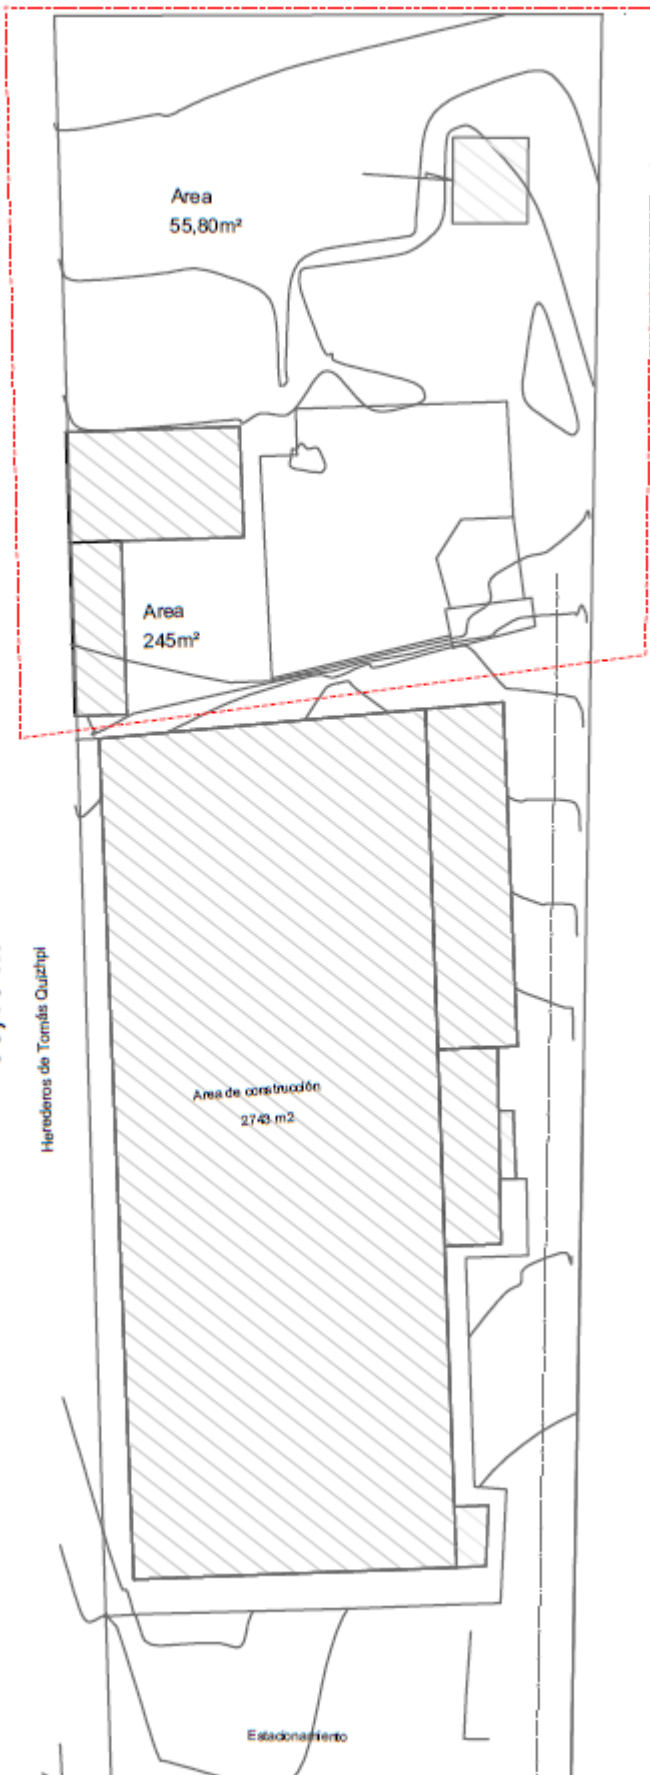 Area
55,80m²
Area
245m²
Herederos de Tomás Quizhpi
Area de construcción
2743 m2
Estacionamiento